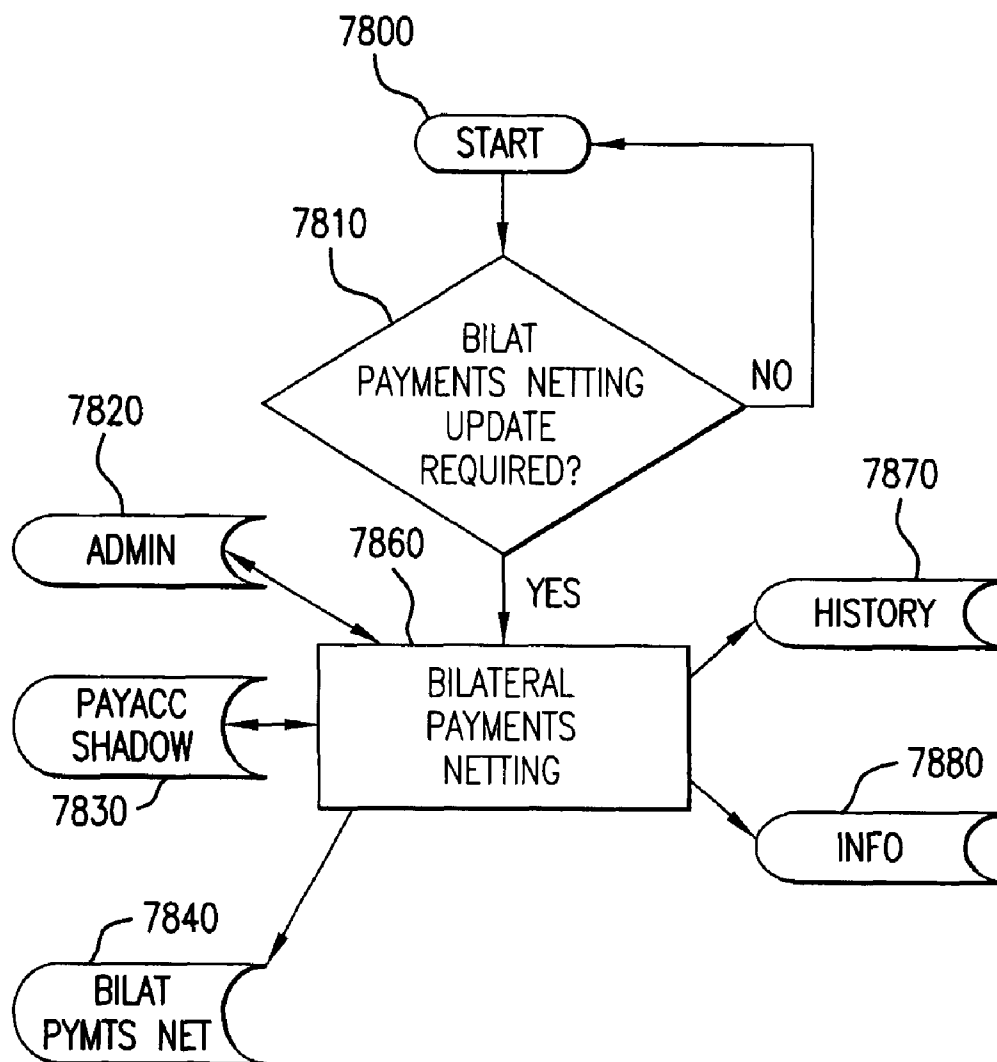 7800
START
7810
BILAT
PAYMENTS NETTING
UPDATE
REQUIRED?
NO
YES
7820
ADMIN
7860
BILATERAL
PAYMENTS
NETTING
7870
HISTORY
PAYACC
SHADOW
7830
7880
INFO
7840
BILAT
PYMTS NET